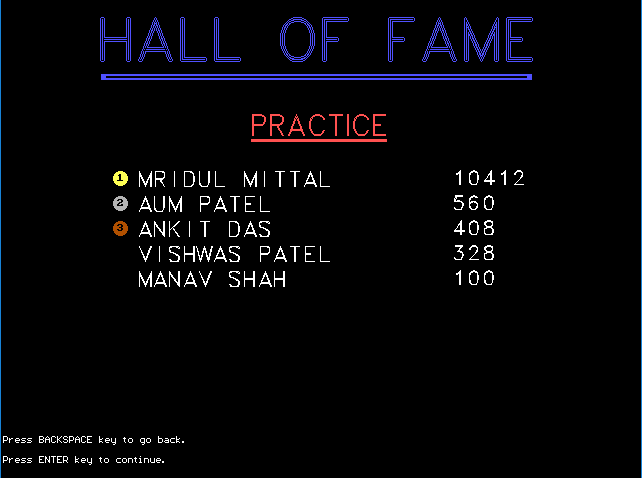 HALL OF FAME
PRACTICE
1 MRIDUL MITTAL 10412
2 AUM PATEL 560
3 ANKIT DAS 408
VISHWAS PATEL 328
MANAV SHAH 100
Press BACKSPACE key to go back.
Press ENTER key to continue.